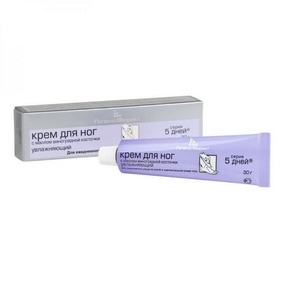 крем для ног
с маслом виноградной косточки
увлажняющий
Для ежедневного
серия
5 дней®
крем для ног
с маслом виноградной косточки
увлажняющий
серия
5 дней®
30 г